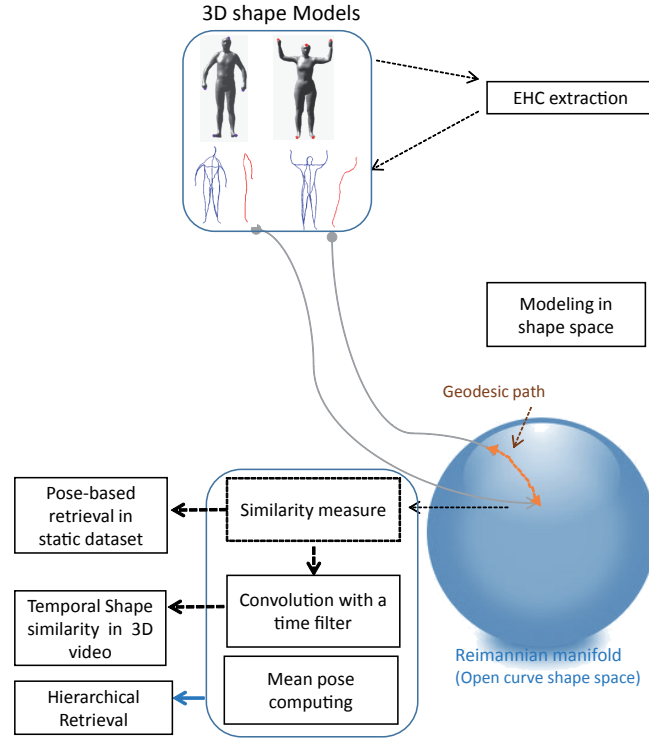 3D shape Models
EHC extraction
Modeling in
shape space
Geodesic path
Pose-based
retrieval in
static dataset
Similarity measure
Temporal Shape
similarity in 3D
video
Convolution with a
time filter
Reimannian manifold
(Open curve shape space)
Hierarchical
Retrieval
Mean pose
computing